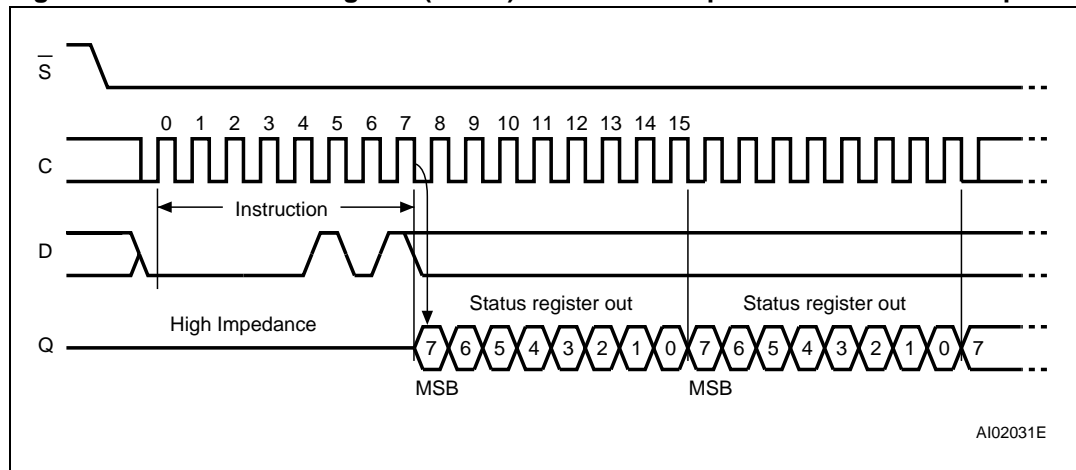 S
0 1 2 3 4 5 6 7 8 9 10 11 12 13 14 15
C
Instruction
D
Status register out Status register out
High Impedance
Q 7 6 5 4 3 2 1 0 7 6 5 4 3 2 1 0 7
MSB MSB
AI02031E